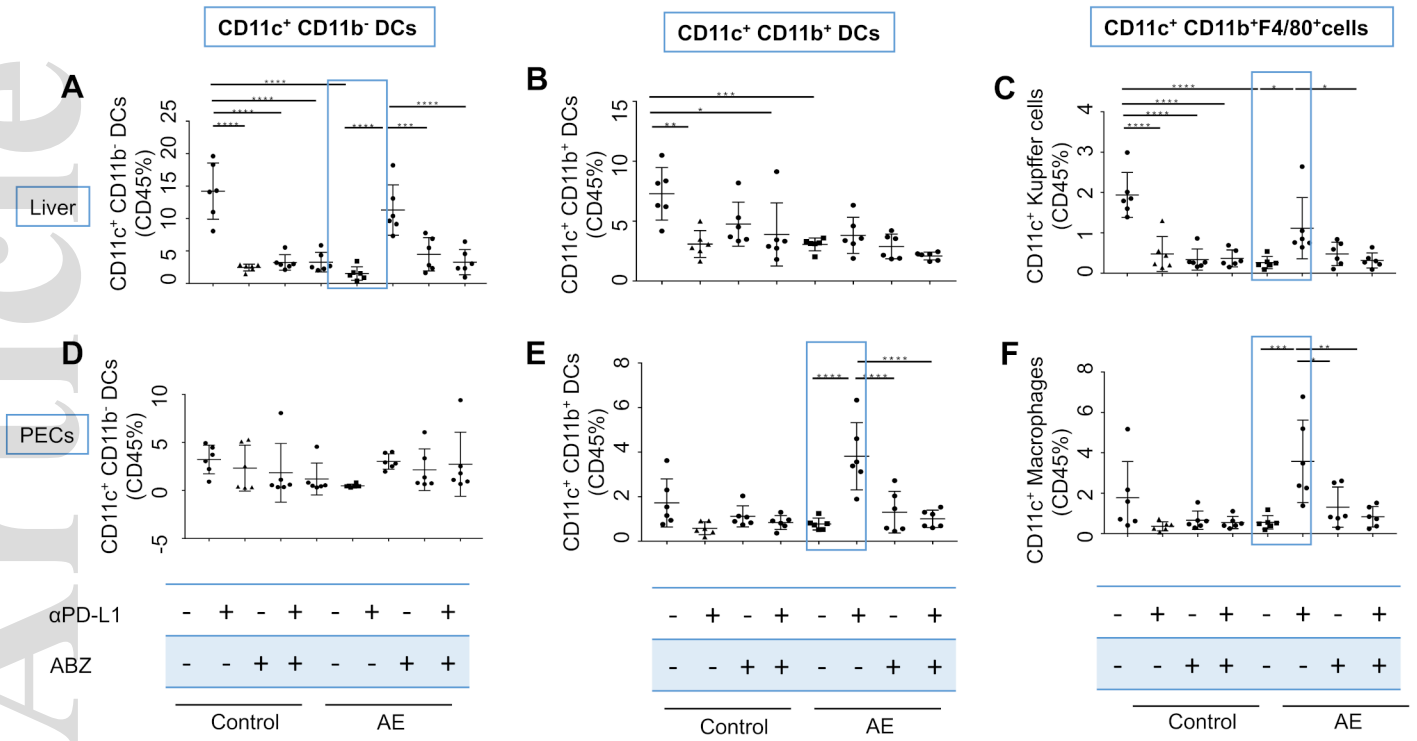 CD11c+ CD11b- DCs
CD11c+ CD11b+ DCs
CD11c+ CD11b+F4/80+cells
Article
Liver
PECs
A
CD11c+ CD11b- DCs
(CD45%)
25
20
15
10
5
0
****
****
****
****
****
***
****
B
CD11c+ CD11b+ DCs
(CD45%)
15
10
5
0
***
*
**
C
CD11c+ Kupffer cells
(CD45%)
4
3
2
1
0
****
****
****
****
*
*
D
CD11c+ CD11b- DCs
(CD45%)
10
5
0
-5
E
CD11c+ CD11b+ DCs
(CD45%)
8
6
4
2
0
****
****
****
F
CD11c+ Macrophages
(CD45%)
8
6
4
2
0
***
**
*
αPD-L1 - + - + - + - +
ABZ - - + + - - + +
Control AE
- + - + - + - +
- - + + - - + +
Control AE
- + - + - + - +
- - + + - - + +
Control AE